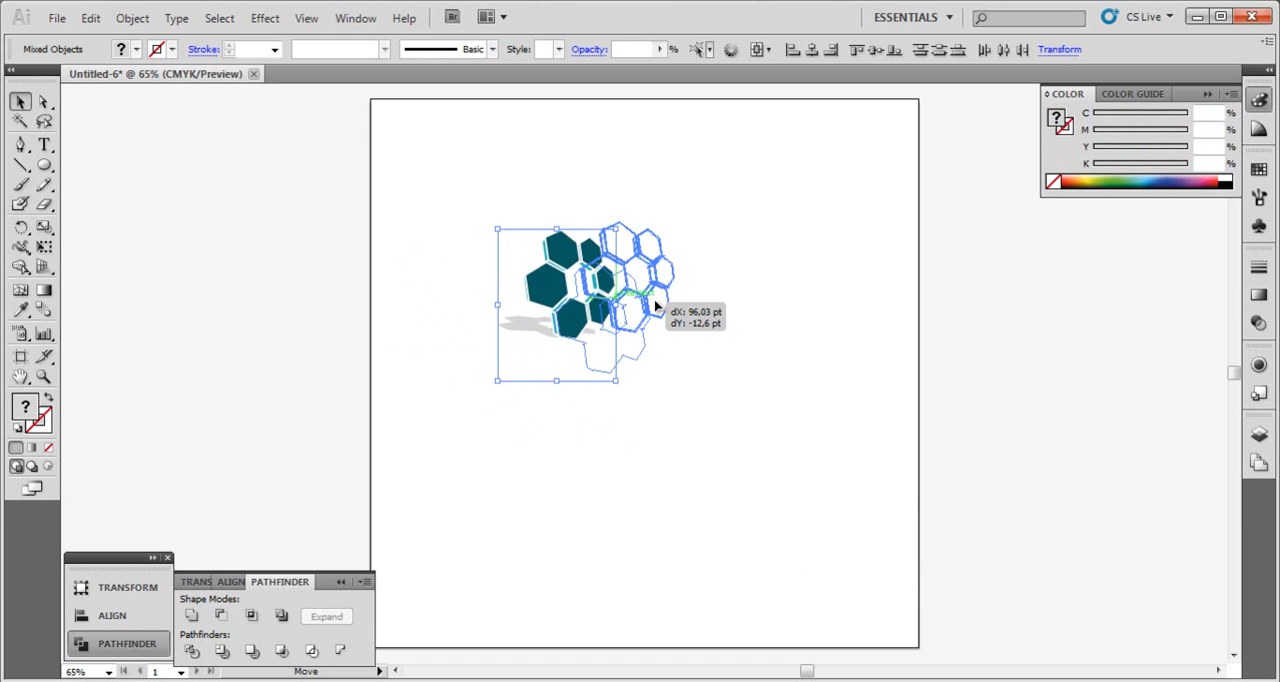 Ai File Edit Object Type Select Effect View Window Help Br ESSENTIALS CS Live
Mixed Objects ? Stroke: Basic Style: Opacity: % Transform
Untitled-6* @ 65% (CMYK/Preview)
COLOR COLOR GUIDE
? C %
M %
Y %
K %
T
dX: 96,03 pt
dY: -12,6 pt
?
TRANSFORM
ALIGN
PATHFINDER
TRANS ALIGN PATHFINDER
Shape Modes:
Expand
Pathfinders:
65% 1 Move